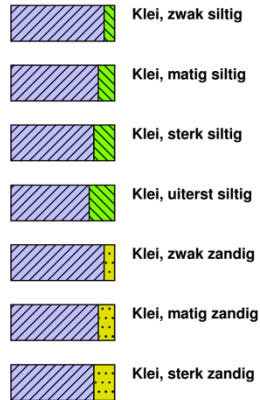 Klei, zwak siltig
Klei, matig siltig
Klei, sterk siltig
Klei, uiterst siltig
Klei, zwak zandig
Klei, matig zandig
Klei, sterk zandig